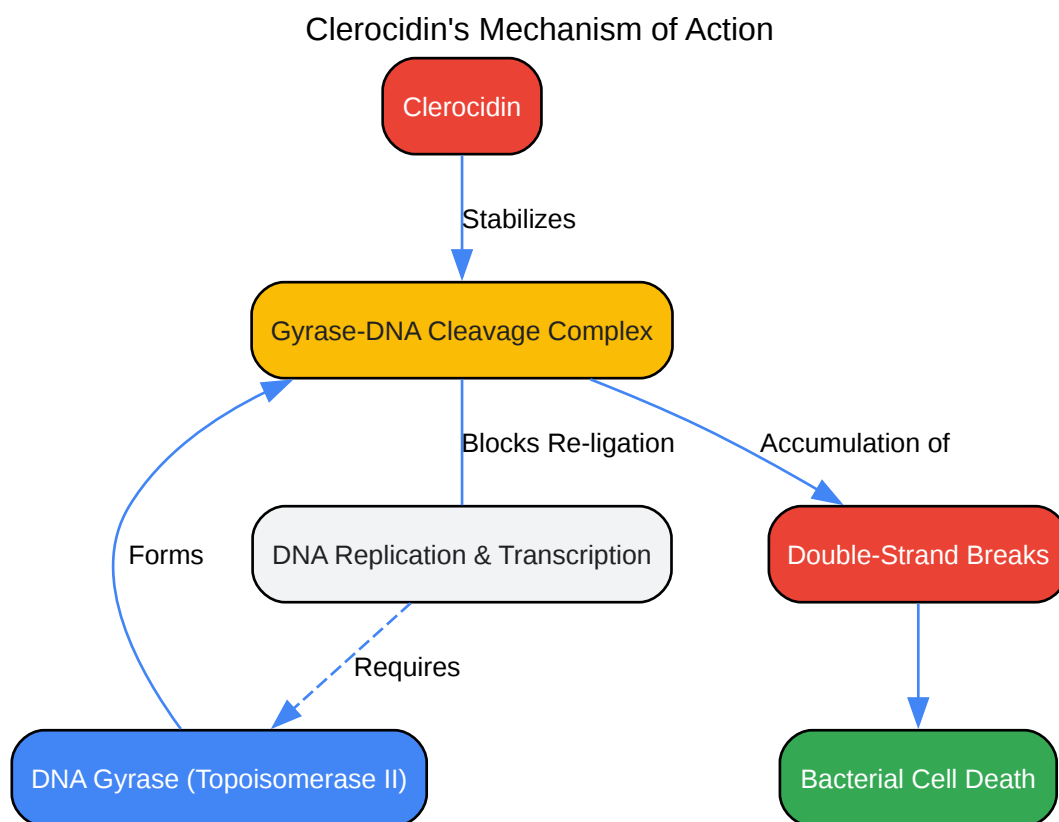 Clerocidin's Mechanism of Action
Clerocidin
Stabilizes
Gyrase-DNA Cleavage Complex
Blocks Re-ligation
Accumulation of
Forms
DNA Replication & Transcription
Double-Strand Breaks
Requires
DNA Gyrase (Topoisomerase II)
Bacterial Cell Death